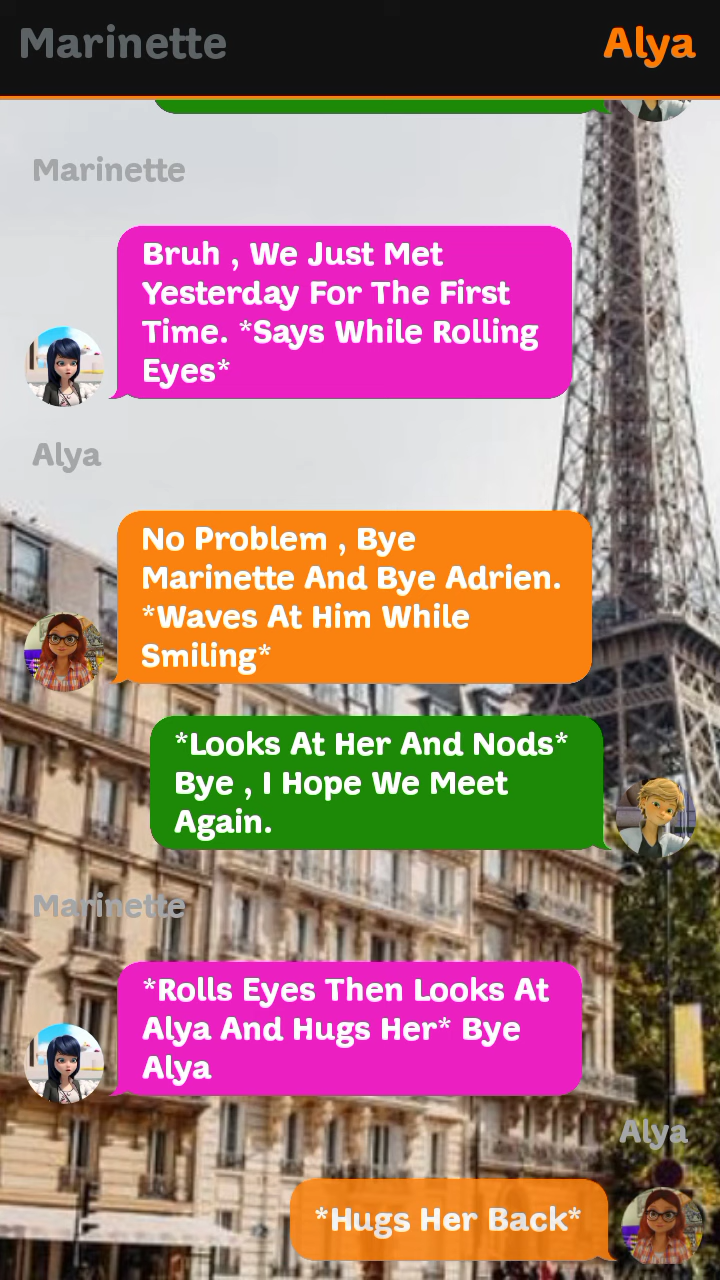 Marinette
Alya
Marinette
Bruh , We Just Met
Yesterday For The First
Time. *Says While Rolling
Eyes*
Alya
No Problem , Bye
Marinette And Bye Adrien.
*Waves At Him While
Smiling*
*Looks At Her And Nods*
Bye , I Hope We Meet
Again.
Marinette
*Rolls Eyes Then Looks At
Alya And Hugs Her* Bye
Alya
Alya
*Hugs Her Back*